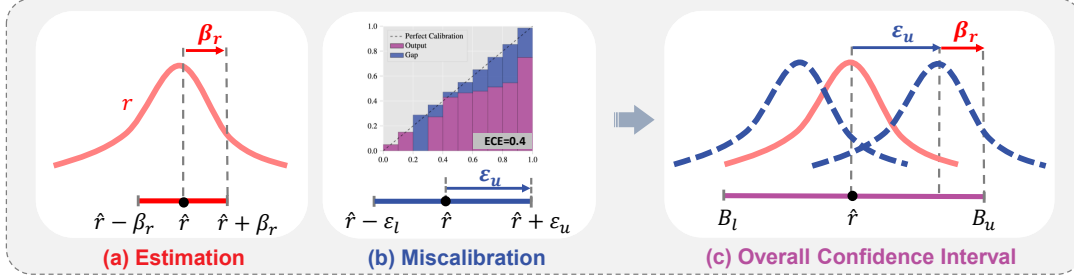 β_r
r
r̂ − β_r r̂ r̂ + β_r
(a) Estimation
Perfect Calibration
Output
Gap
1.0
0.8
0.6
0.4
0.2
0.0
0.0 0.2 0.4 0.6 0.8 1.0
ECE=0.4
ε_u
r̂ − ε_l r̂ r̂ + ε_u
(b) Miscalibration
ε_u β_r
B_l r̂ B_u
(c) Overall Confidence Interval